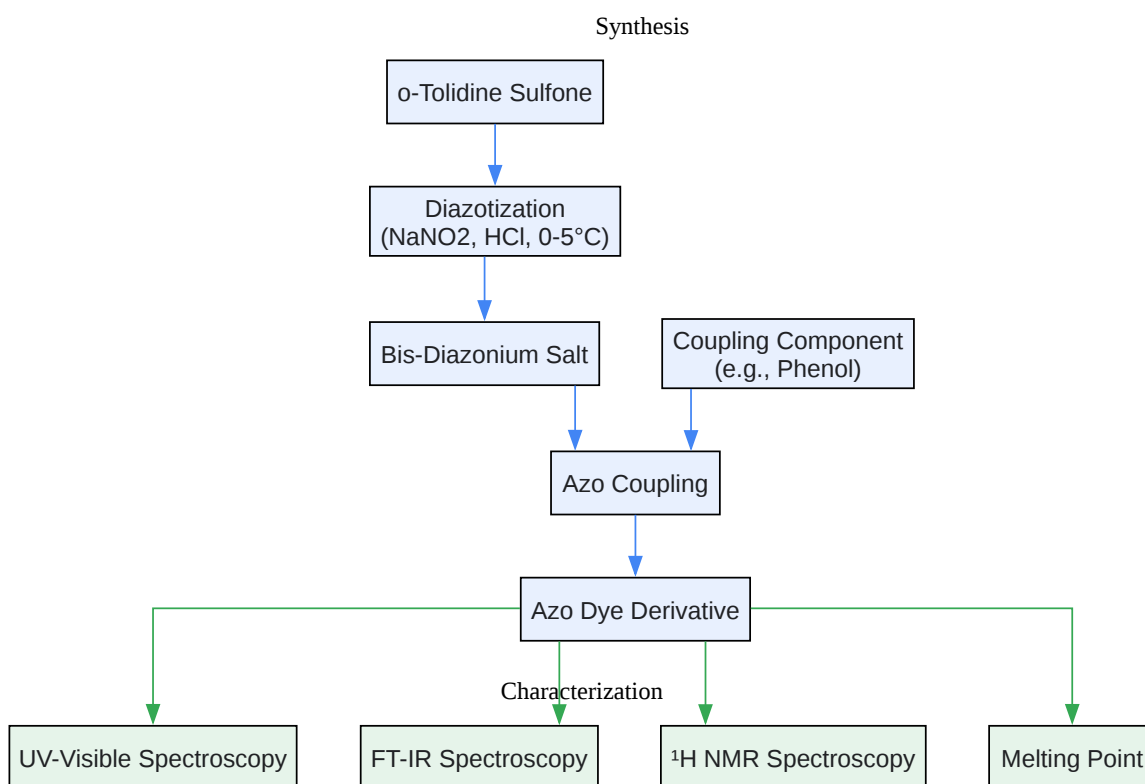 Synthesis
o-Tolidine Sulfone
Diazotization
(NaNO2, HCl, 0-5°C)
Bis-Diazonium Salt
Coupling Component
(e.g., Phenol)
Azo Coupling
Azo Dye Derivative
Characterization
UV-Visible Spectroscopy
FT-IR Spectroscopy
¹H NMR Spectroscopy
Melting Point